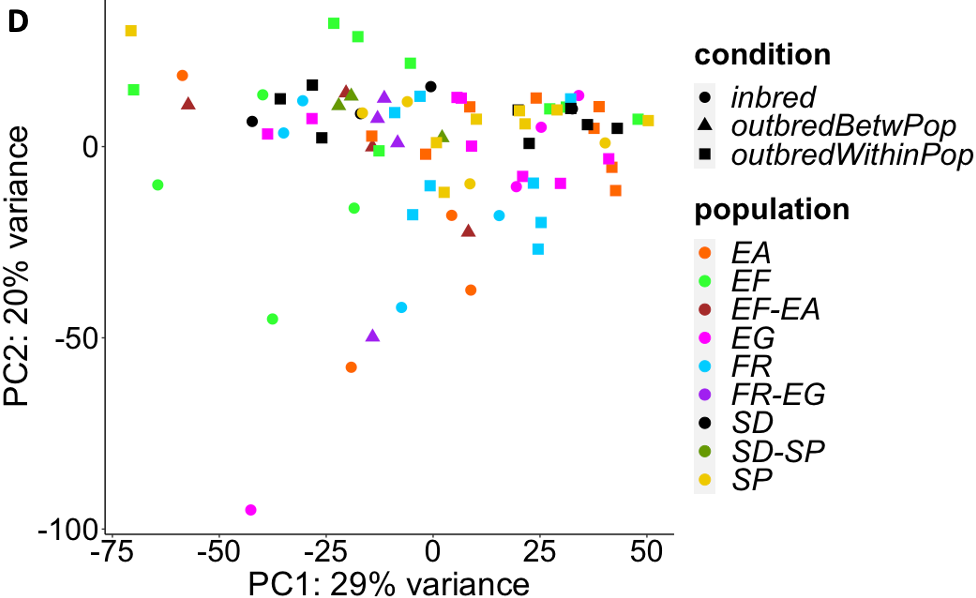 D
PC2: 20% variance
0
-50
-100
-75
-50
-25
0
25
50
PC1: 29% variance
condition
inbred
outbredBetwPop
outbredWithinPop
population
EA
EF
EF-EA
EG
FR
FR-EG
SD
SD-SP
SP